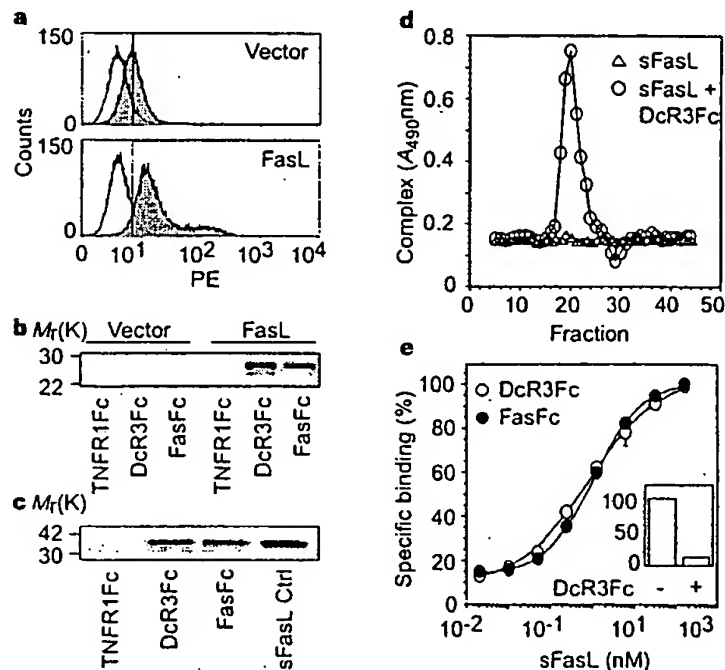 a
150
Vector
0
150
FasL
0
Counts
0 10¹ 10² 10³ 10⁴
PE
b Mr(K) Vector FasL
30
22
TNFR1Fc
DcR3Fc
FasFc
TNFR1Fc
DcR3Fc
FasFc
c Mr(K)
42
30
TNFR1Fc
DcR3Fc
FasFc
sFasL Ctrl
d
0.8
0.6
0.4
0.2
0
Complex (A490nm)
sFasL
sFasL +
DcR3Fc
0 10 20 30 40 50
Fraction
e
100
80
60
40
20
0
Specific binding (%)
DcR3Fc
FasFc
100
50
0
DcR3Fc - +
10-2 10-1 100 101 102 103
sFasL (nM)